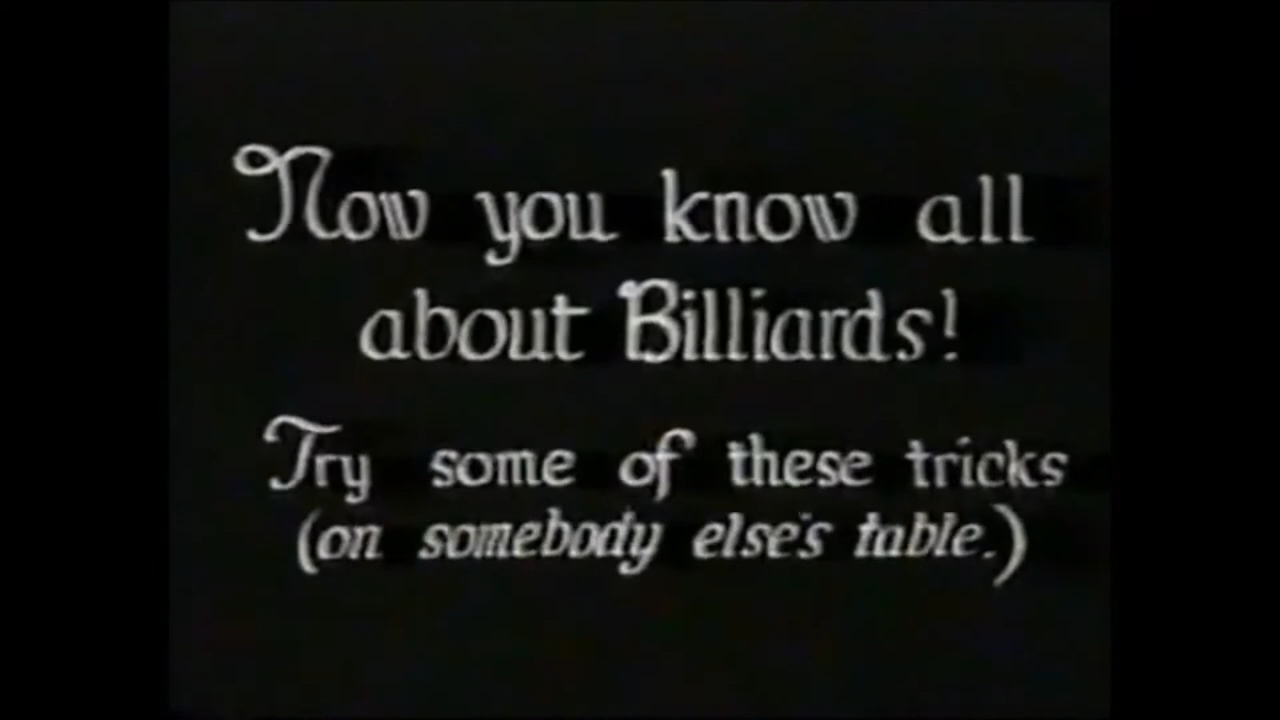 Now you know all
about Billiards!
Try some of these tricks
(on somebody else's table.)